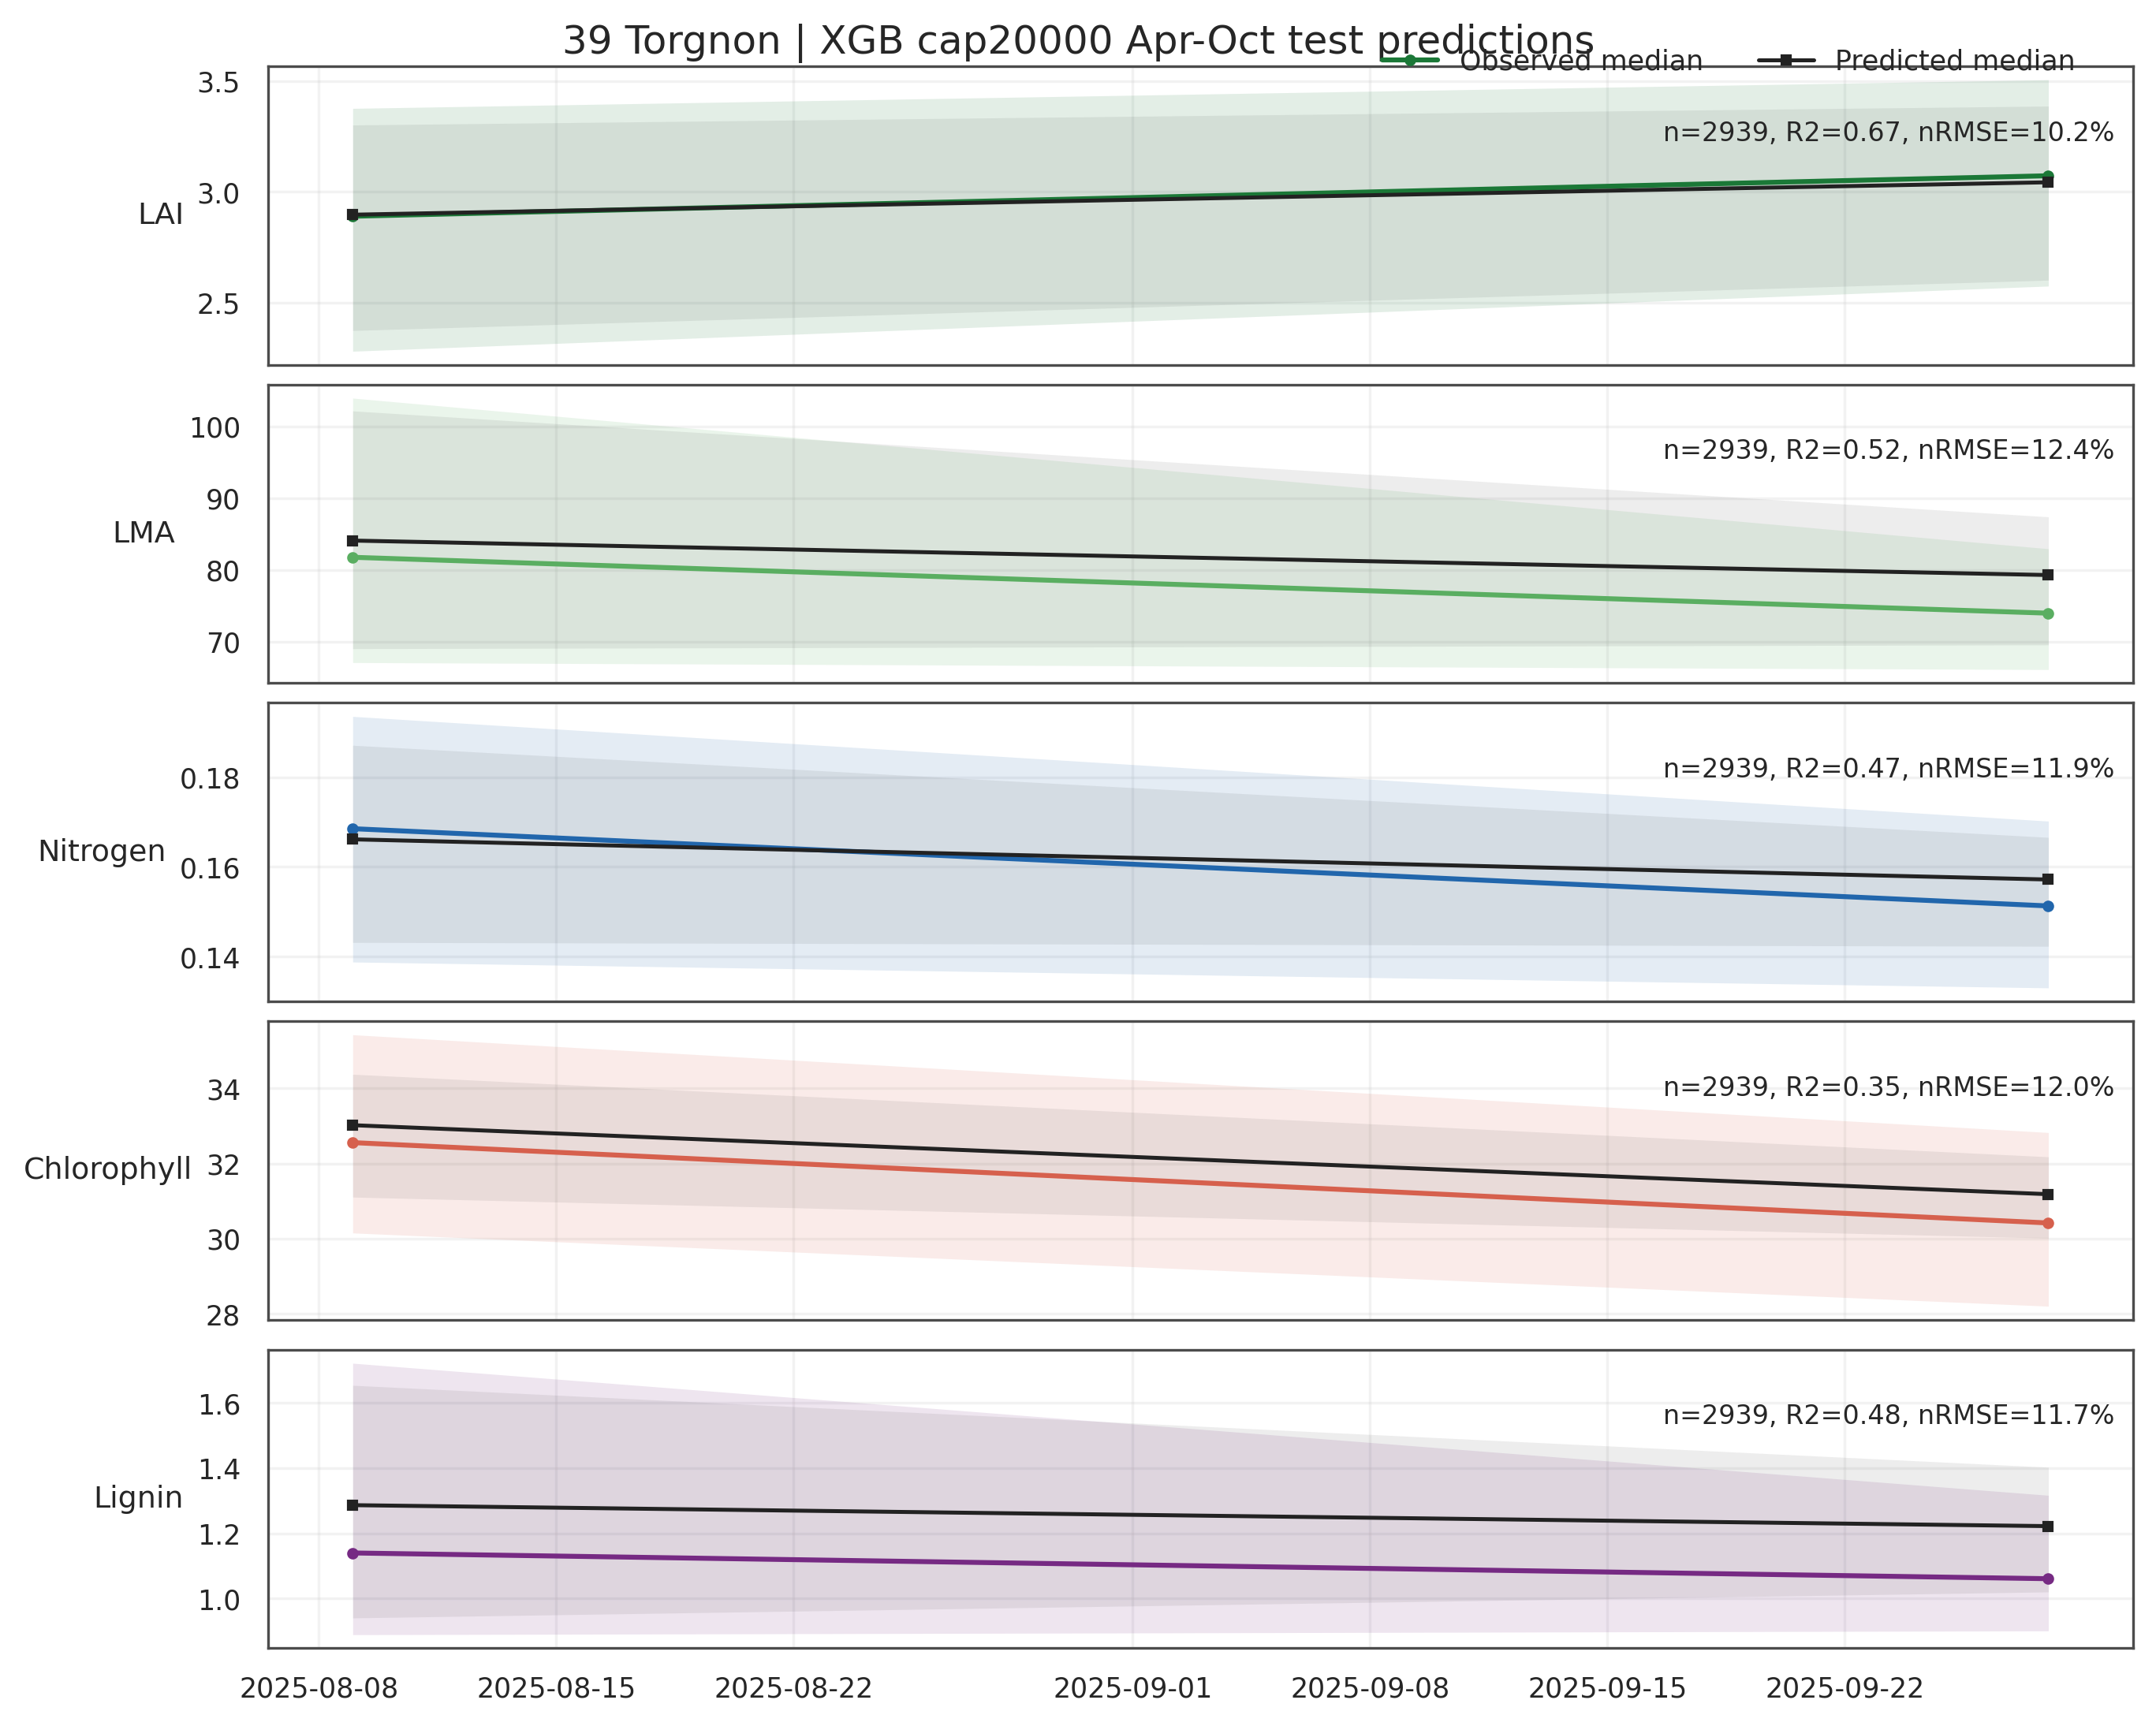 39 Torgnon | XGB cap20000 Apr-Oct test predictions
Observed median
Predicted median
3.5
3.0
2.5
LAI
n=2939, R2=0.67, nRMSE=10.2%
100
90
80
70
LMA
n=2939, R2=0.52, nRMSE=12.4%
0.18
0.16
0.14
Nitrogen
n=2939, R2=0.47, nRMSE=11.9%
34
32
30
28
Chlorophyll
n=2939, R2=0.35, nRMSE=12.0%
1.6
1.4
1.2
1.0
Lignin
n=2939, R2=0.48, nRMSE=11.7%
2025-08-08 2025-08-15 2025-08-22 2025-09-01 2025-09-08 2025-09-15 2025-09-22